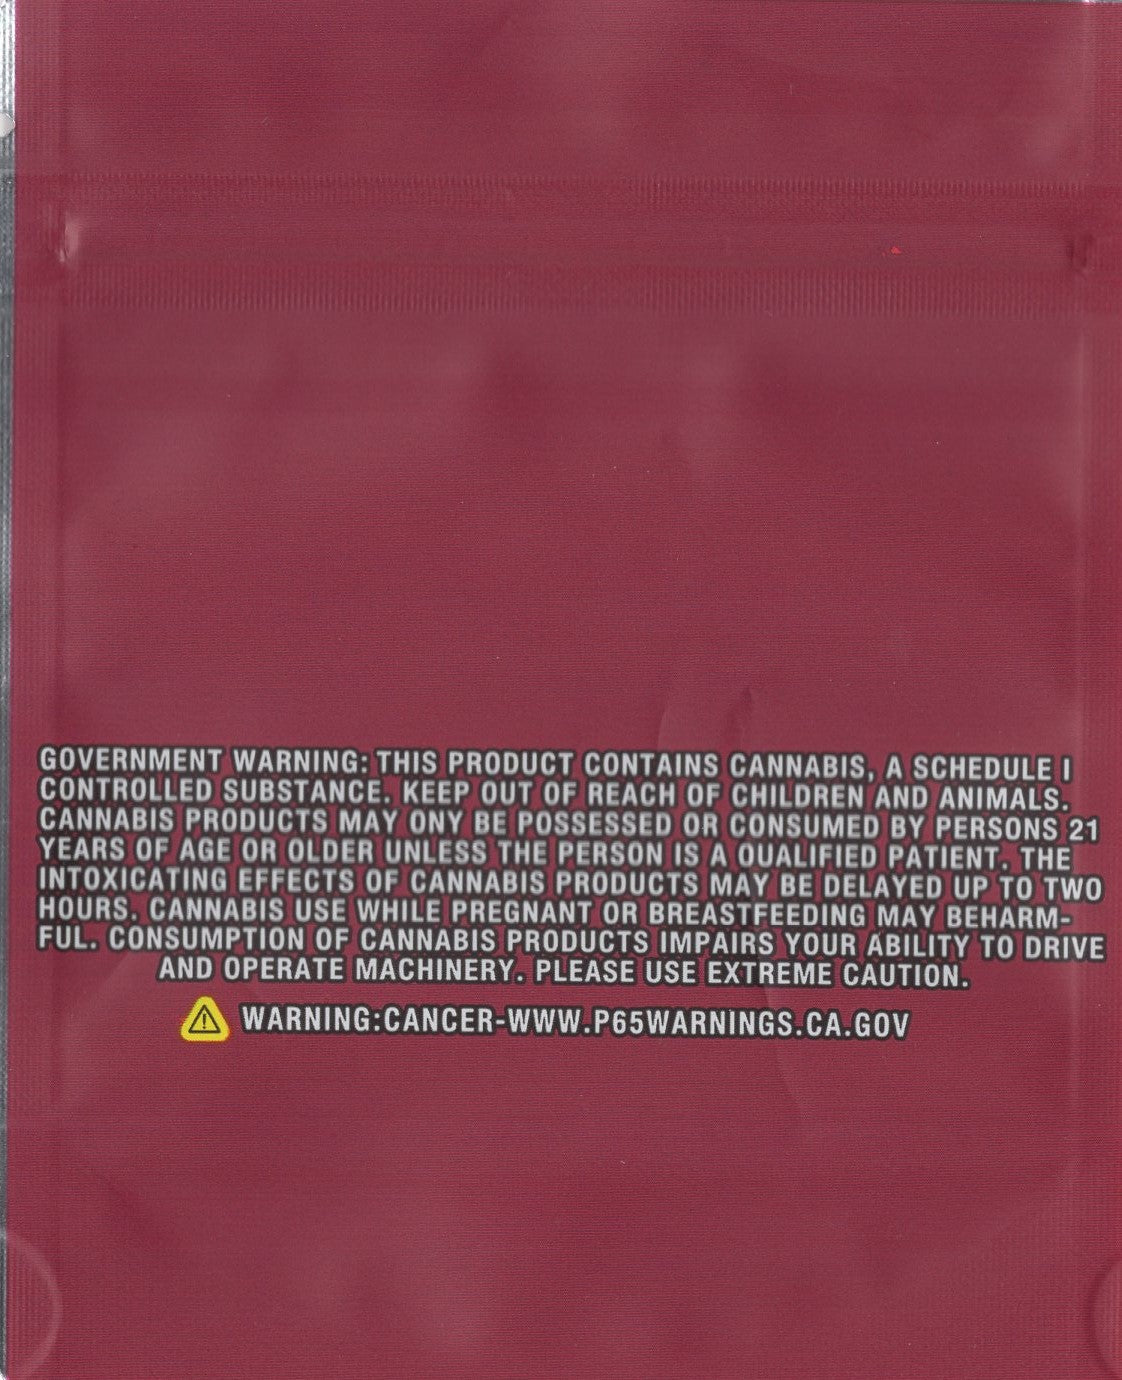 GOVERNMENT WARNING: THIS PRODUCT CONTAINS CANNABIS, A SCHEDULE I
CONTROLLED SUBSTANCE. KEEP OUT OF REACH OF CHILDREN AND ANIMALS.
CANNABIS PRODUCTS MAY ONY BE POSSESSED OR CONSUMED BY PERSONS 21
YEARS OF AGE OR OLDER UNLESS THE PERSON IS A QUALIFIED PATIENT. THE
INTOXICATING EFFECTS OF CANNABIS PRODUCTS MAY BE DELAYED UP TO TWO
HOURS. CANNABIS USE WHILE PREGNANT OR BREASTFEEDING MAY BEHARM-
FUL. CONSUMPTION OF CANNABIS PRODUCTS IMPAIRS YOUR ABILITY TO DRIVE
AND OPERATE MACHINERY. PLEASE USE EXTREME CAUTION.
WARNING:CANCER-WWW.P65WARNINGS.CA.GOV